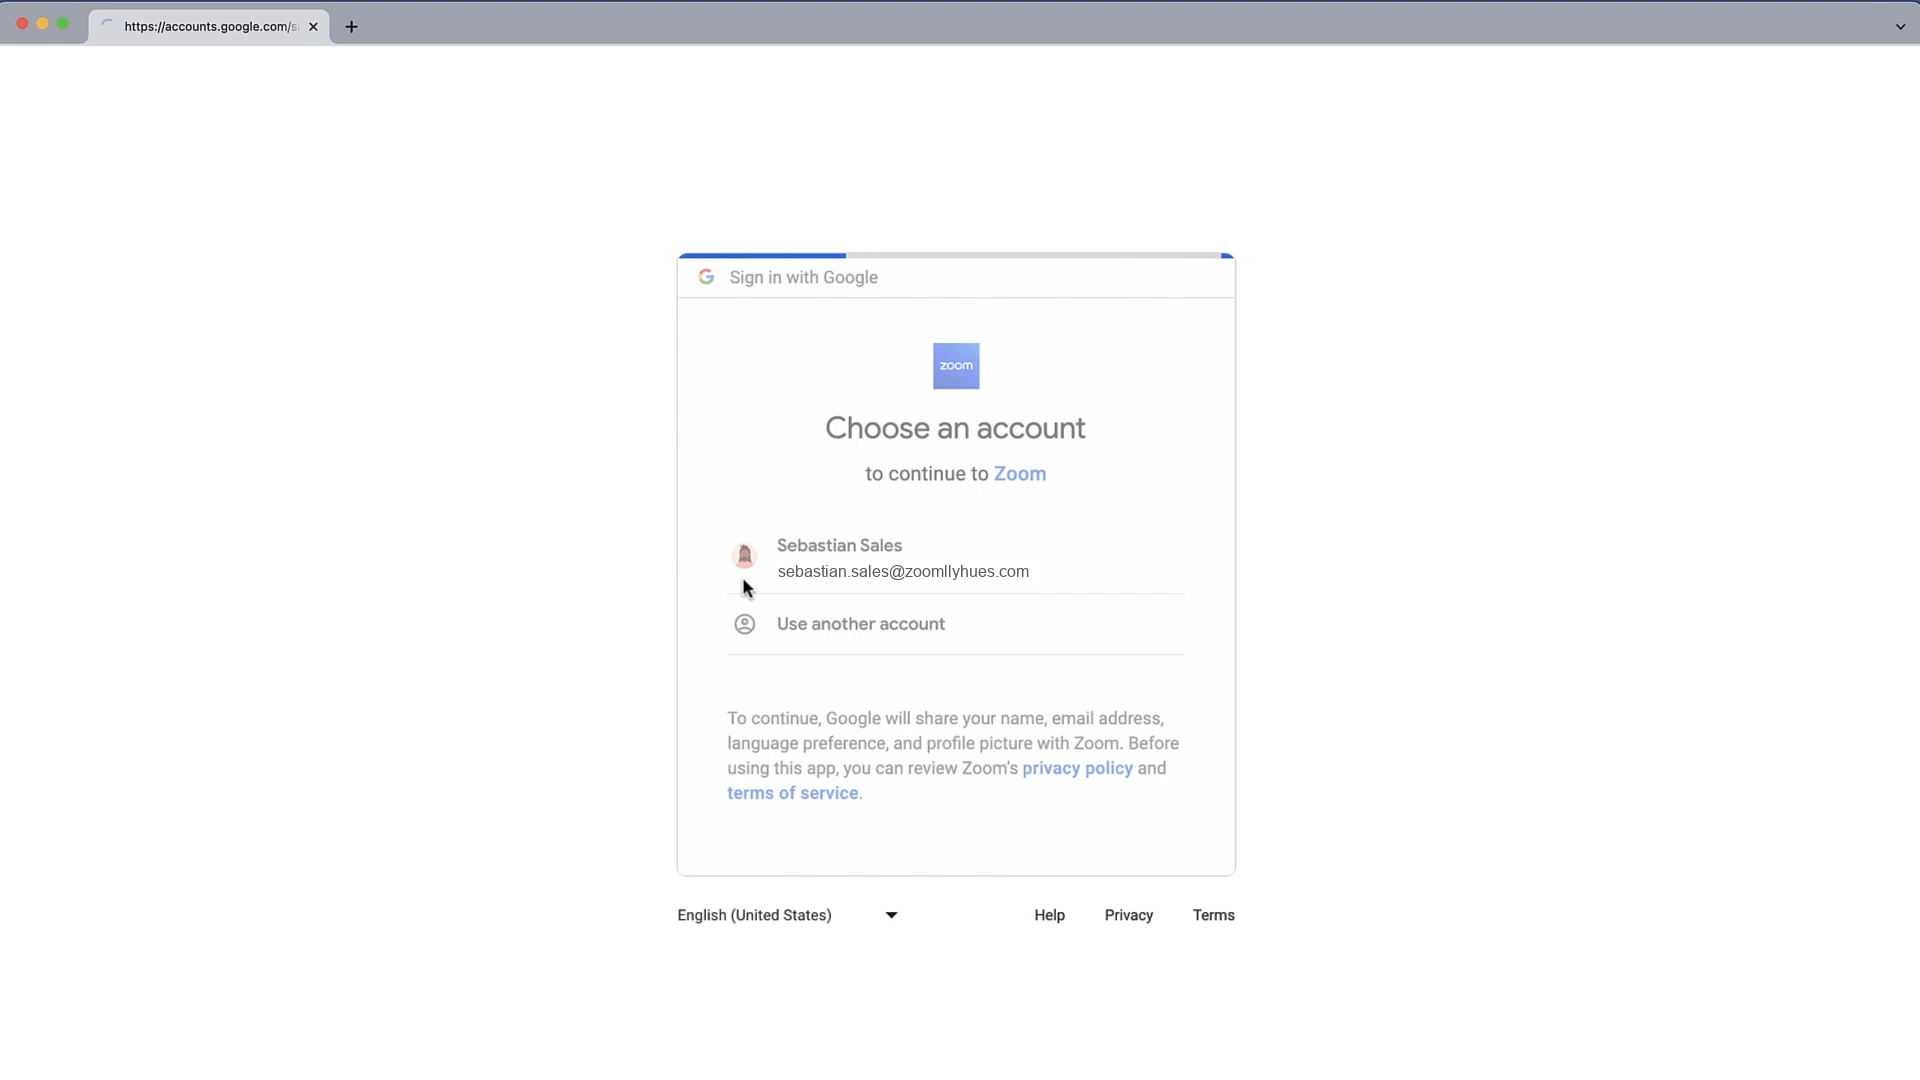 https://accounts.google.com/si
Sign in with Google
zoom
Choose an account
to continue to Zoom
Sebastian Sales
sebastian.sales@zoomllyhues.com
Use another account
To continue, Google will share your name, email address,
language preference, and profile picture with Zoom. Before
using this app, you can review Zoom’s privacy policy and
terms of service.
English (United States)
Help Privacy Terms